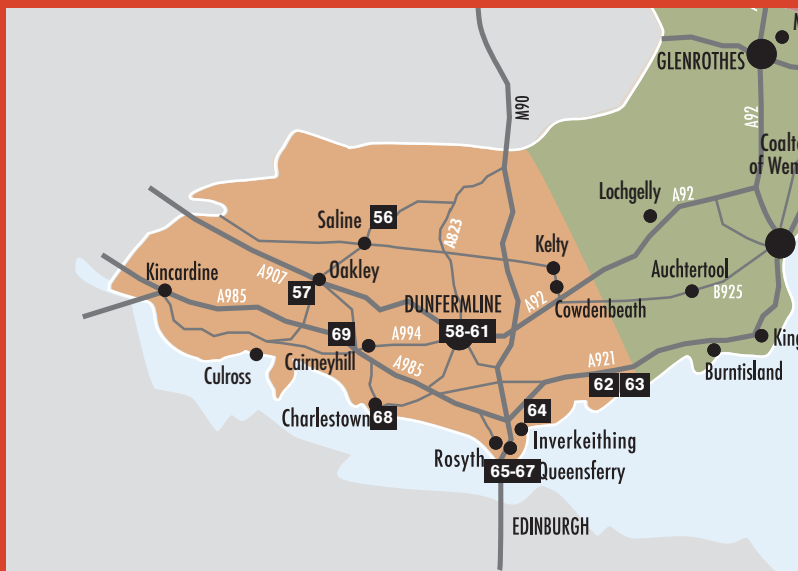 M
GLENROTHES
M90
A92
Coalto
of Wem
Lochgelly
A92
56
Saline
A823
Kelty
Oakley
A907
Kincardine
57
A985
Auchtertool
B925
DUNFERMLINE
A92
Cowdenbeath
58-61
69
A994
King
Cairneyhill
A985
A921
Burntisland
Culross
62
63
64
Charlestown
68
Inverkeithing
Rosyth
65-67
Queensferry
EDINBURGH